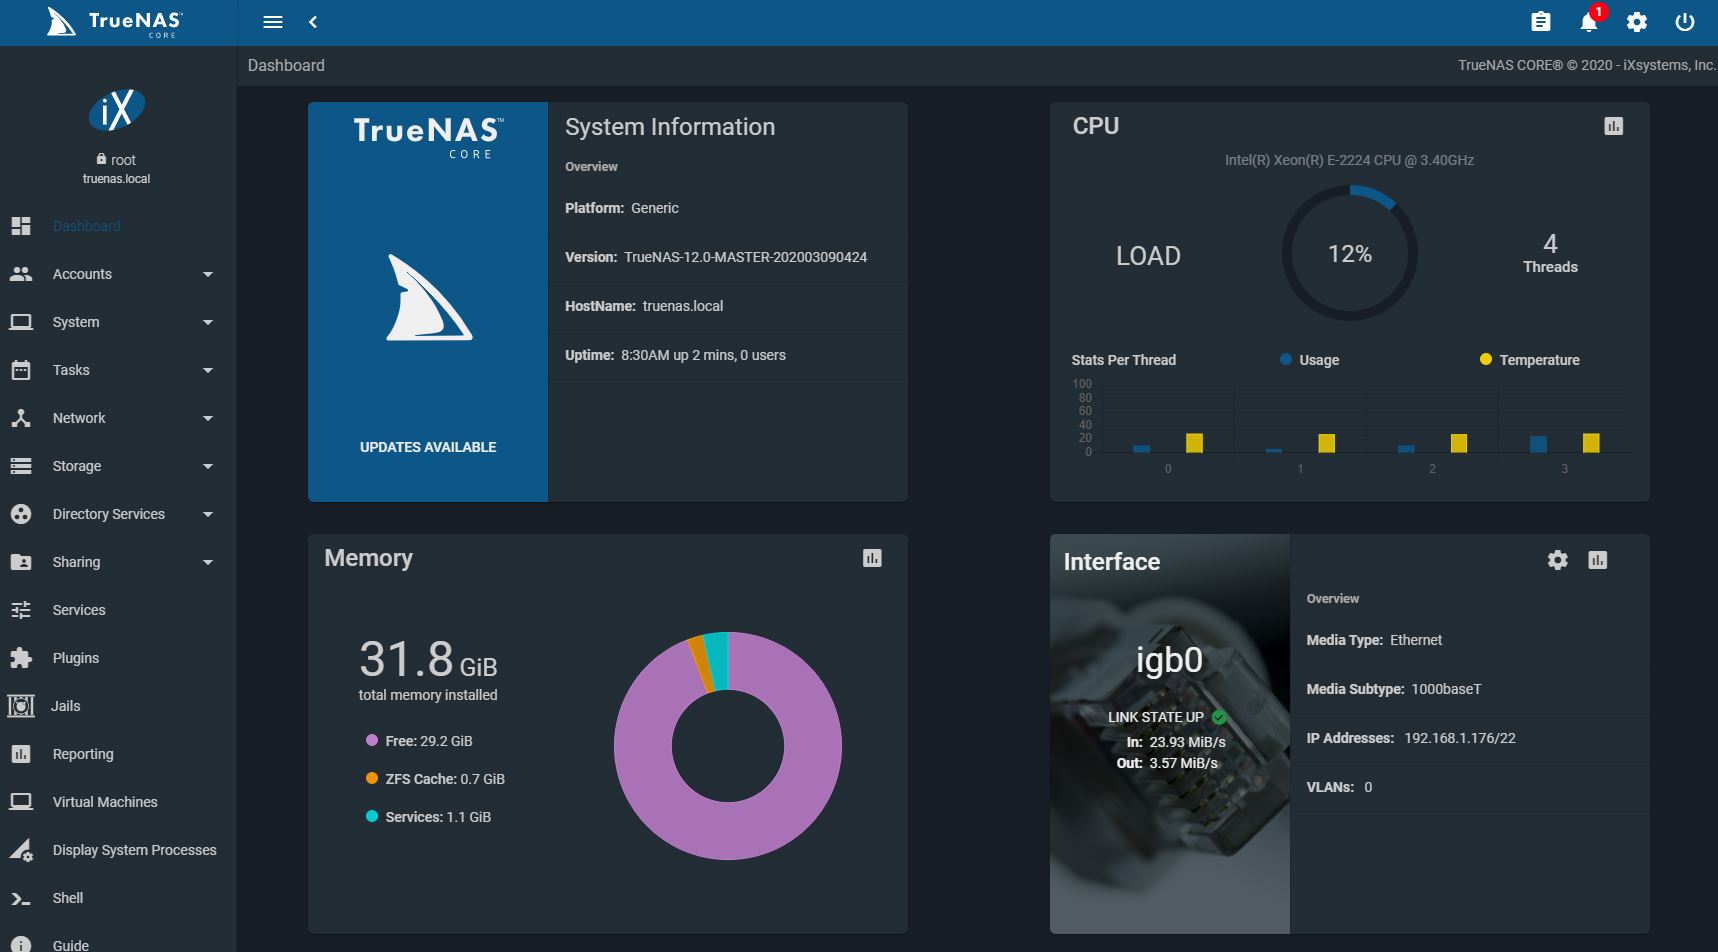 TrueNAS™
CORE
1
Dashboard
TrueNAS CORE® © 2020 - iXsystems, Inc.
iX
root
truenas.local
Dashboard
Accounts
System
Tasks
Network
Storage
Directory Services
Sharing
Services
Plugins
Jails
Reporting
Virtual Machines
Display System Processes
Shell
Guide
TrueNAS™
CORE
UPDATES AVAILABLE
System Information
Overview
Platform: Generic
Version: TrueNAS-12.0-MASTER-202003090424
HostName: truenas.local
Uptime: 8:30AM up 2 mins, 0 users
CPU
Intel(R) Xeon(R) E-2224 CPU @ 3.40GHz
LOAD
12%
4
Threads
Stats Per Thread
Usage
Temperature
100
80
60
40
20
0
0 1 2 3
Memory
31.8 GiB
total memory installed
Free: 29.2 GiB
ZFS Cache: 0.7 GiB
Services: 1.1 GiB
Interface
igb0
LINK STATE UP
In: 23.93 MiB/s
Out: 3.57 MiB/s
Overview
Media Type: Ethernet
Media Subtype: 1000baseT
IP Addresses: 192.168.1.176/22
VLANs: 0